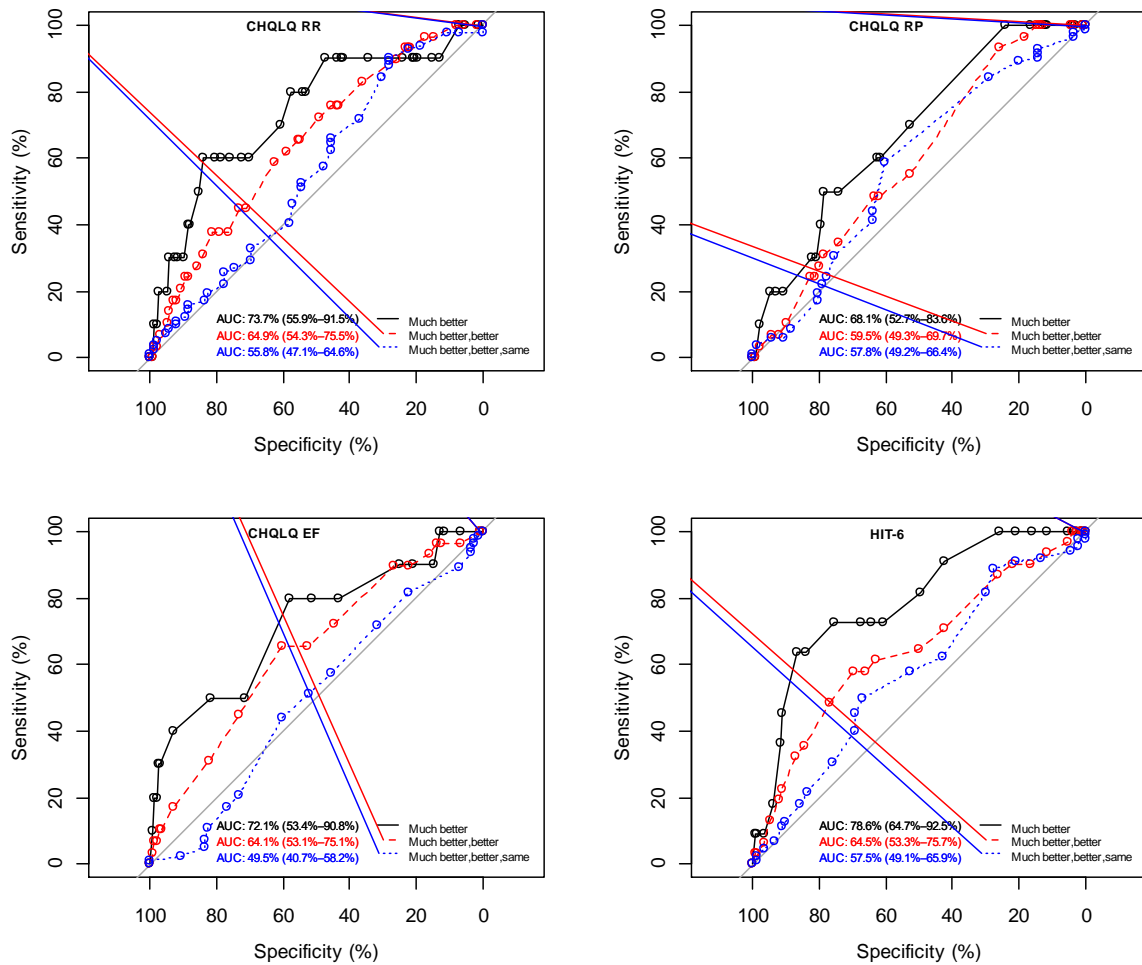 CHQLQ RR
100
80
60
40
20
0
Sensitivity (%)
AUC: 73.7% (55.9%–91.5%) Much better
AUC: 64.9% (54.3%–75.5%) Much better,better
AUC: 55.8% (47.1%–64.6%) Much better,better,same
100 80 60 40 20 0
Specificity (%)
CHQLQ RP
100
80
60
40
20
0
Sensitivity (%)
AUC: 68.1% (52.7%–83.6%) Much better
AUC: 59.5% (49.3%–69.7%) Much better,better
AUC: 57.8% (49.2%–66.4%) Much better,better,same
100 80 60 40 20 0
Specificity (%)
CHQLQ EF
100
80
60
40
20
0
Sensitivity (%)
AUC: 72.1% (53.4%–90.8%) Much better
AUC: 64.1% (53.1%–75.1%) Much better,better
AUC: 49.5% (40.7%–58.2%) Much better,better,same
100 80 60 40 20 0
Specificity (%)
HIT-6
100
80
60
40
20
0
Sensitivity (%)
AUC: 78.6% (64.7%–92.5%) Much better
AUC: 64.5% (53.3%–75.7%) Much better,better
AUC: 57.5% (49.1%–65.9%) Much better,better,same
100 80 60 40 20 0
Specificity (%)